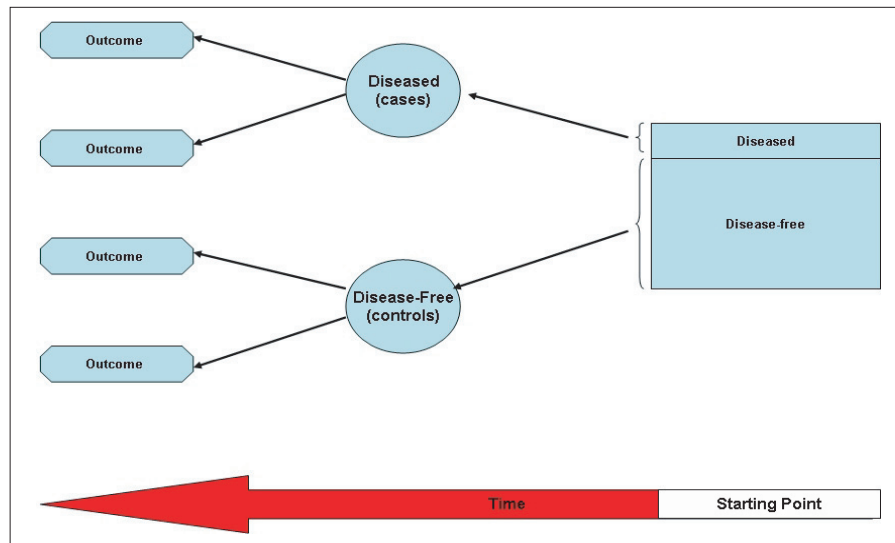 Outcome
Diseased
(cases)
Outcome
Diseased
Disease-free
Outcome
Disease-Free
(controls)
Outcome
Time
Starting Point